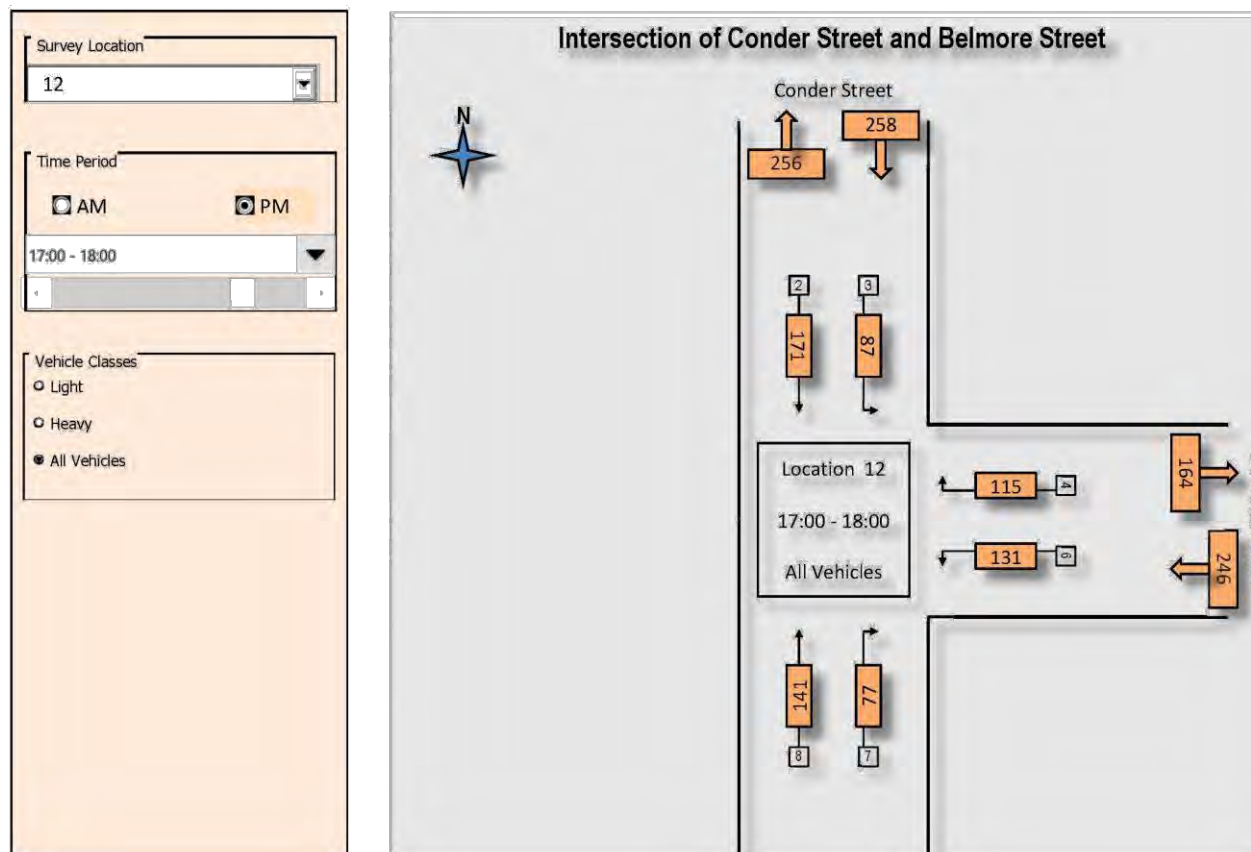 Survey Location
12
Time Period
AM
PM
17:00 - 18:00
Vehicle Classes
Light
Heavy
All Vehicles
Intersection of Conder Street and Belmore Street
Conder Street
N
256
258
2
3
171
87
Location 12
17:00 - 18:00
All Vehicles
115
4
131
6
164
246
141
77
8
7